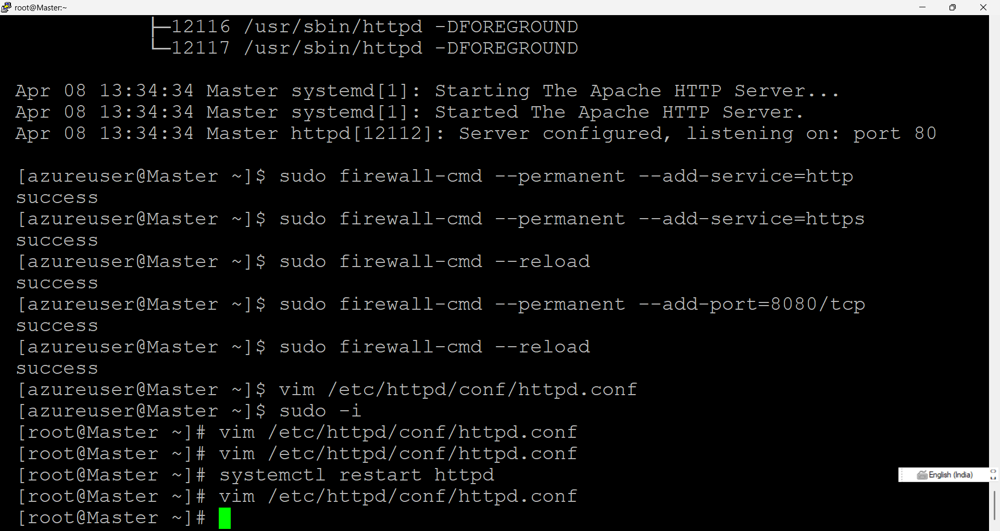 root@Master:~
├─12116 /usr/sbin/httpd -DFOREGROUND
└─12117 /usr/sbin/httpd -DFOREGROUND
Apr 08 13:34:34 Master systemd[1]: Starting The Apache HTTP Server...
Apr 08 13:34:34 Master systemd[1]: Started The Apache HTTP Server.
Apr 08 13:34:34 Master httpd[12112]: Server configured, listening on: port 80
[azureuser@Master ~]$ sudo firewall-cmd --permanent --add-service=http
success
[azureuser@Master ~]$ sudo firewall-cmd --permanent --add-service=https
success
[azureuser@Master ~]$ sudo firewall-cmd --reload
success
[azureuser@Master ~]$ sudo firewall-cmd --permanent --add-port=8080/tcp
success
[azureuser@Master ~]$ sudo firewall-cmd --reload
success
[azureuser@Master ~]$ vim /etc/httpd/conf/httpd.conf
[azureuser@Master ~]$ sudo -i
[root@Master ~]# vim /etc/httpd/conf/httpd.conf
[root@Master ~]# vim /etc/httpd/conf/httpd.conf
[root@Master ~]# systemctl restart httpd
English (India)
[root@Master ~]# vim /etc/httpd/conf/httpd.conf
[root@Master ~]#